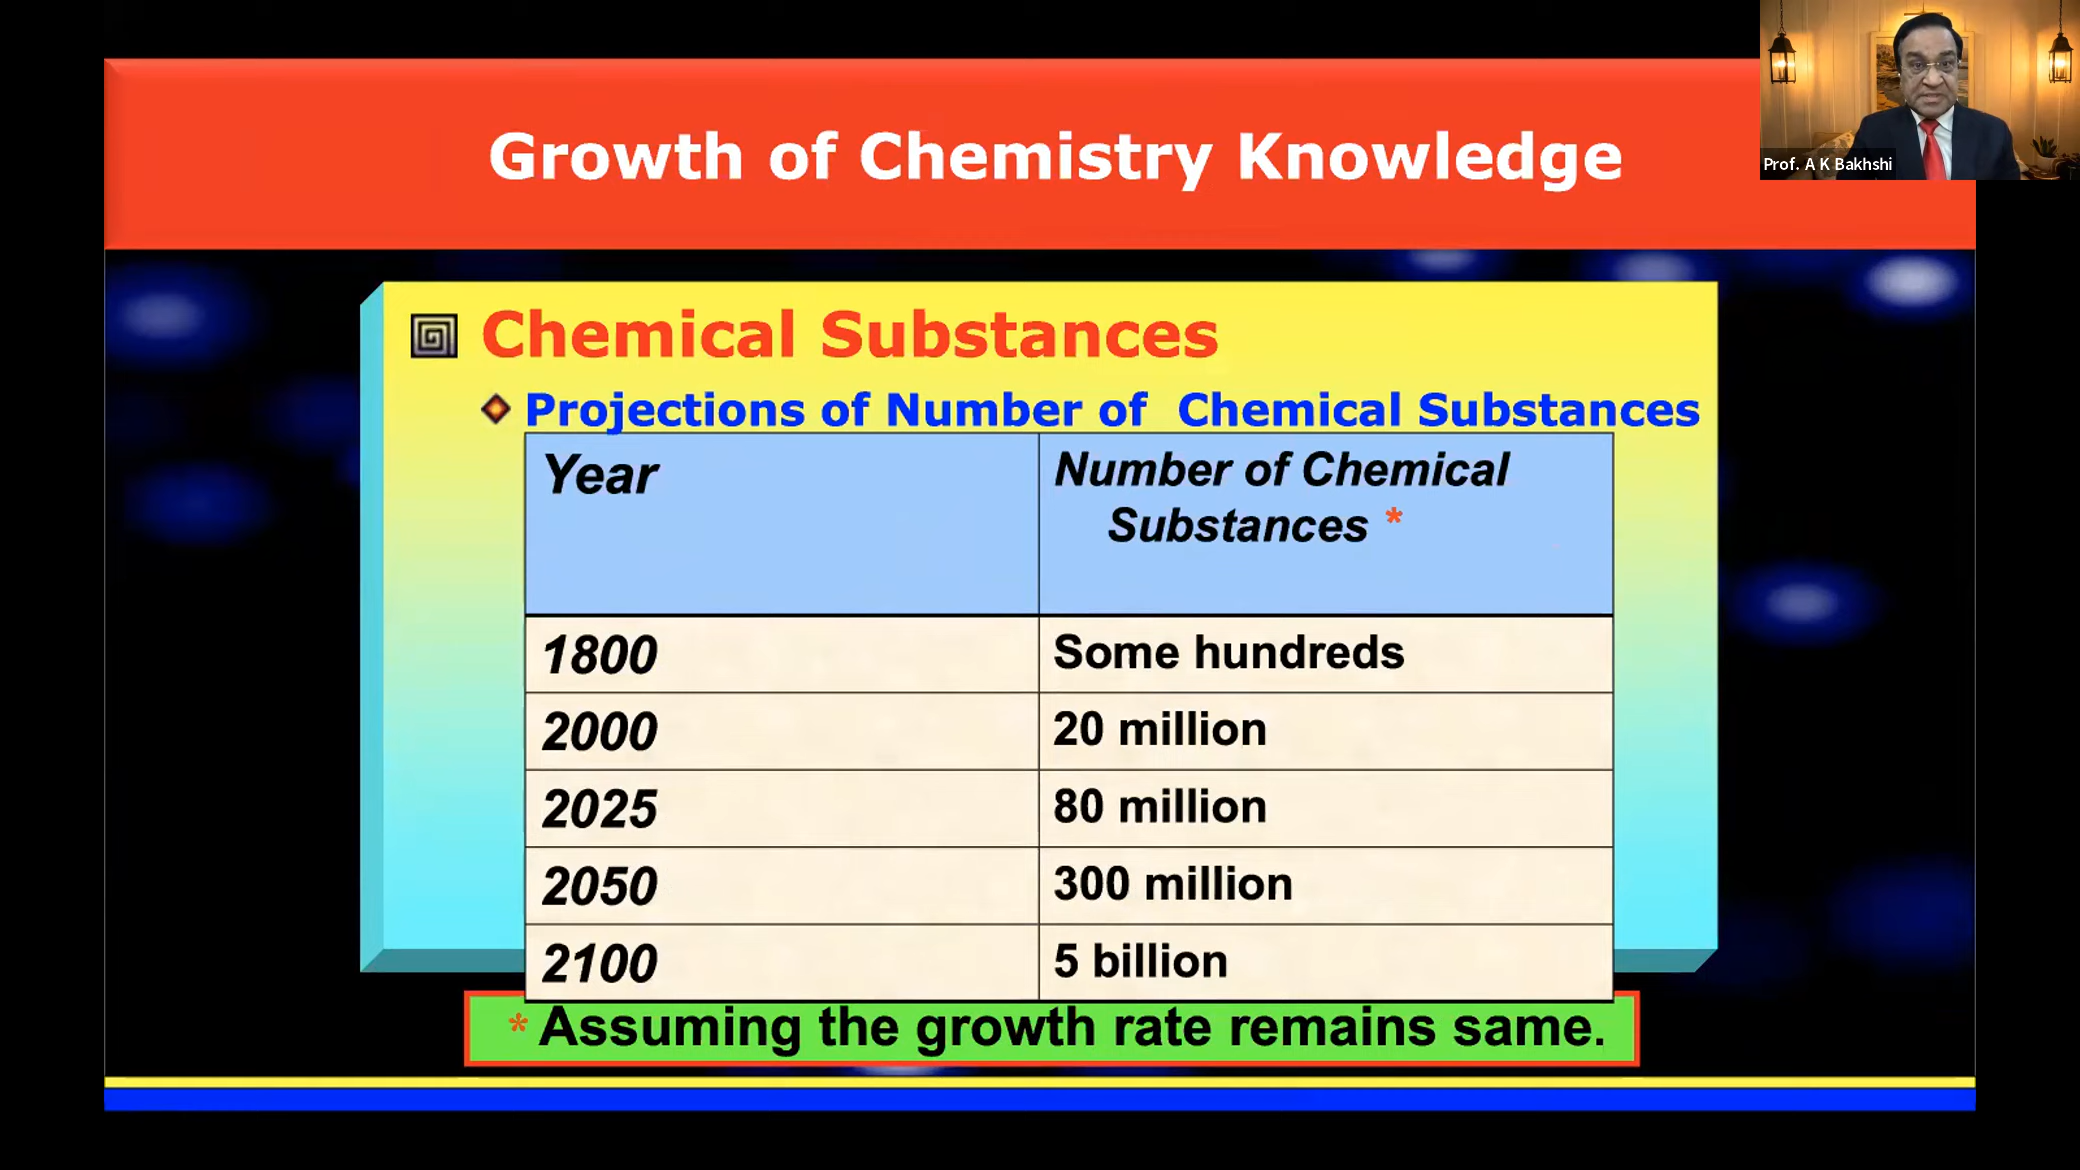 Growth of Chemistry Knowledge
Prof. A K Bakhshi
Chemical Substances
Projections of Number of Chemical Substances
Year
Number of Chemical
Substances *
1800
Some hundreds
2000
20 million
2025
80 million
2050
300 million
2100
5 billion
* Assuming the growth rate remains same.